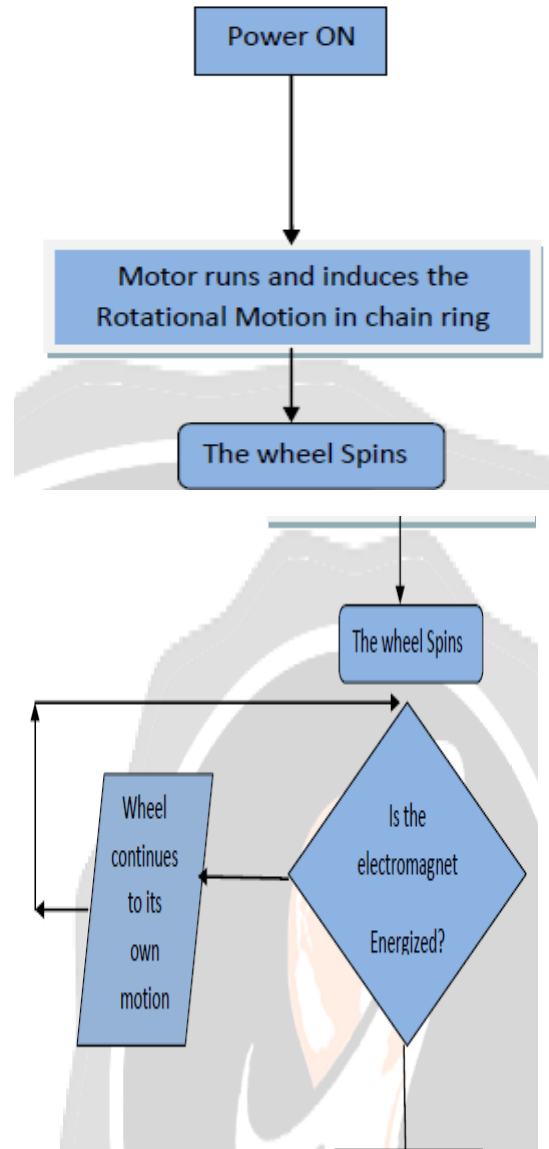 Power ON
Motor runs and induces the
Rotational Motion in chain ring
The wheel Spins
The wheel Spins
Wheel
continues
to its
own
motion
Is the
electromagnet
Energized?